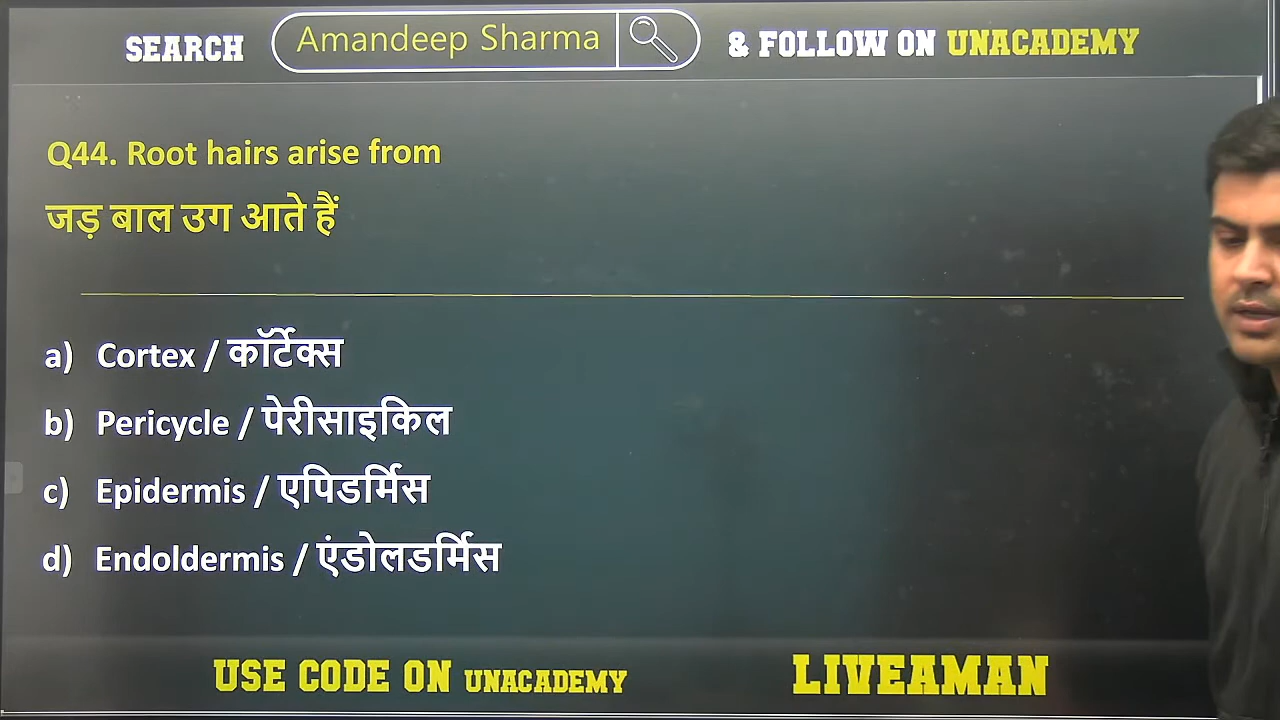 SEARCH Amandeep Sharma & FOLLOW ON UNACADEMY
Q44. Root hairs arise from
जड़ बाल उग आते हैं
a) Cortex / कॉर्टेक्स
b) Pericycle / पेरीसाइकिल
c) Epidermis / एपिडर्मिस
d) Endoldermis / एंडोलडर्मिस
USE CODE ON UNACADEMY LIVEAMAN